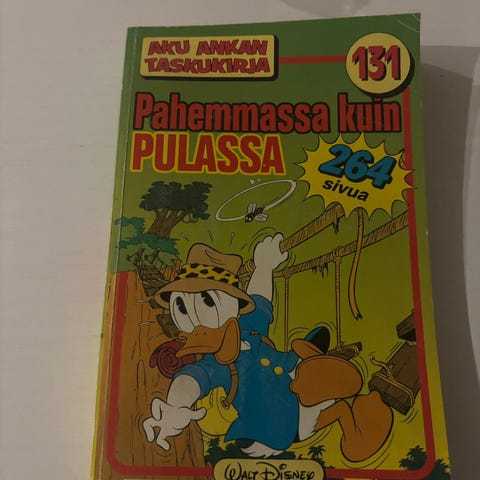 AKU ANKAN
TASKUKIRJA
131
Pahemmassa kuin
PULASSA
264
sivua
WALT DISNEY